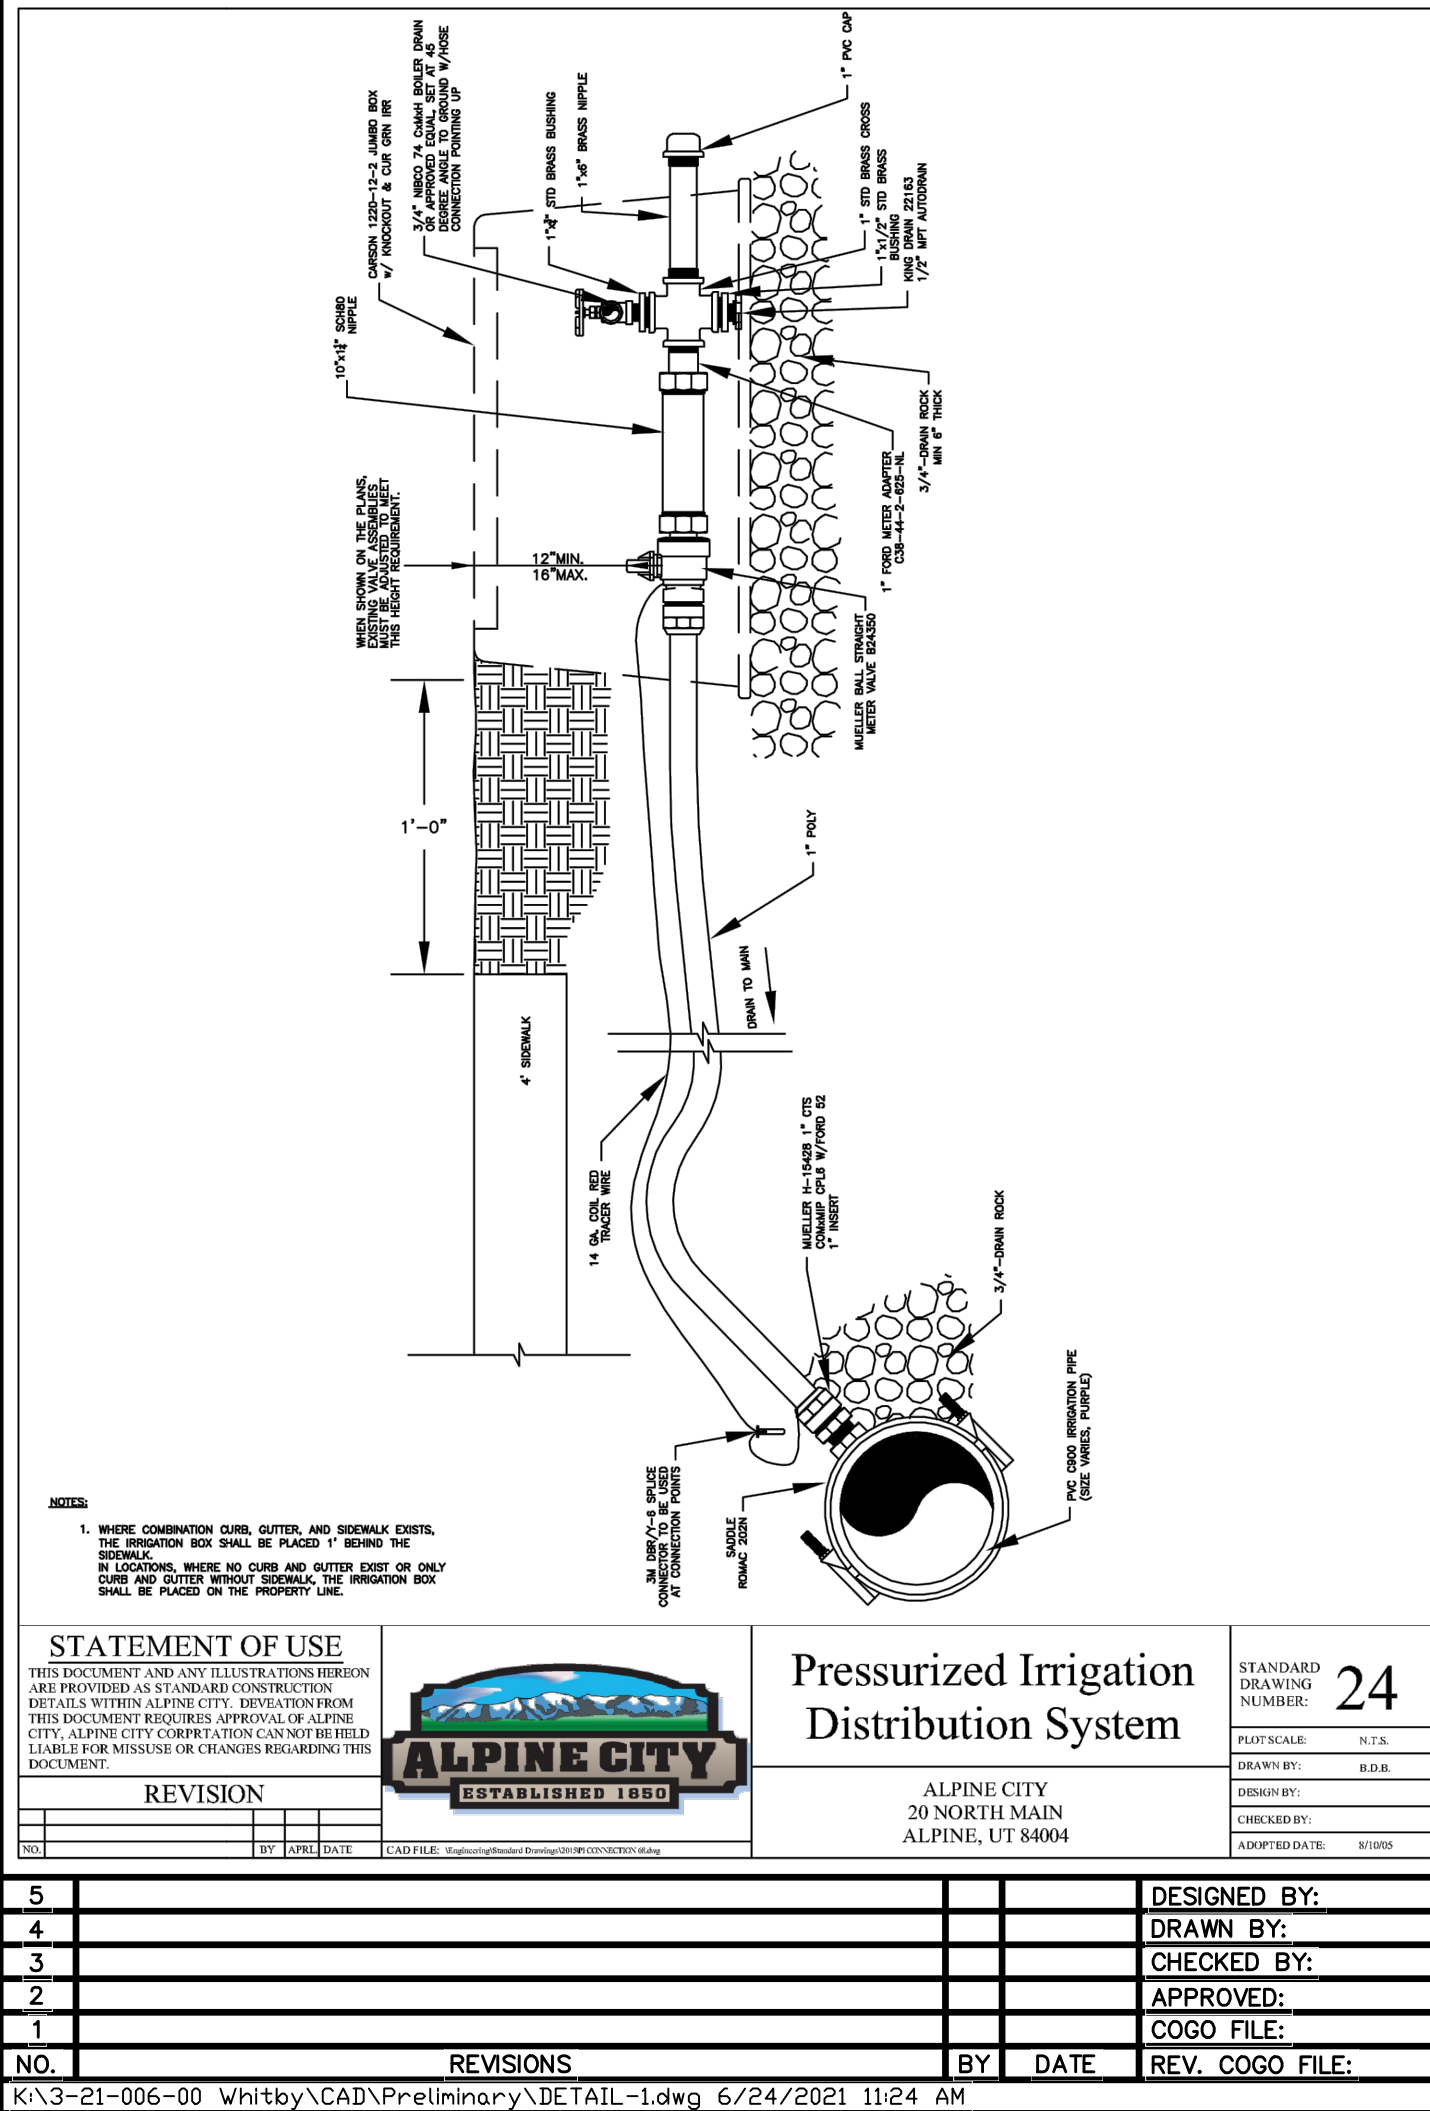 CARSON 1220-12-2 JUMBO BOX
w/ KNOCKOUT & CUR GRN IRR
3/4" NIBCO 74 CxMxH BOILER DRAIN
OR APPROVED EQUAL, SET AT 45
DEGREE ANGLE TO GROUND W/HOSE
CONNECTION POINTING UP
1"x3/4" STD BRASS BUSHING
1"x6" BRASS NIPPLE
1" PVC CAP
1" STD BRASS CROSS
1"x1/2" STD BRASS
BUSHING
KING DRAIN 22163
1/2" MPT AUTODRAIN
SCH80
NIPPLE
3/4"-DRAIN ROCK
MIN 6" THICK
1" FORD METER ADAPTER
C38-44-2-625-NL
WHEN SHOWN ON THE PLANS,
EXISTING VALVE ASSEMBLIES
MUST BE ADJUSTED TO MEET
THIS HEIGHT REQUIREMENT.
12"MIN.
16"MAX.
MUELLER BALL STRAIGHT
METER VALVE B24350
1'-0"
1" POLY
DRAIN TO MAIN
4' SIDEWALK
14 GA. COIL RED
TRACER WIRE
MUELLER H-15428 1" CTS
COMxMIP CPL6 W/FORD 52
1" INSERT
3/4"-DRAIN ROCK
3M DBR/Y-6 SPLICE
CONNECTOR TO BE USED
AT CONNECTION POINTS
SADDLE
ROMAC 202N
PVC C900 IRRIGATION PIPE
(SIZE VARIES, PURPLE)
NOTES:
1. WHERE COMBINATION CURB, GUTTER, AND SIDEWALK EXISTS,
THE IRRIGATION BOX SHALL BE PLACED 1' BEHIND THE
SIDEWALK.
IN LOCATIONS, WHERE NO CURB AND GUTTER EXIST OR ONLY
CURB AND GUTTER WITHOUT SIDEWALK, THE IRRIGATION BOX
SHALL BE PLACED ON THE PROPERTY LINE.
STATEMENT OF USE
THIS DOCUMENT AND ANY ILLUSTRATIONS HEREON
ARE PROVIDED AS STANDARD CONSTRUCTION
DETAILS WITHIN ALPINE CITY. DEVEATION FROM
THIS DOCUMENT REQUIRES APPROVAL OF ALPINE
CITY, ALPINE CITY CORPRTATION CAN NOT BE HELD
LIABLE FOR MISSUSE OR CHANGES REGARDING THIS
DOCUMENT.
REVISION
NO. BY APRL. DATE
ALPINE CITY
ESTABLISHED 1850
CAD FILE: \Engineering\Standard Drawings\2015\PI CONNECTION 68.dwg
Pressurized Irrigation
Distribution System
ALPINE CITY
20 NORTH MAIN
ALPINE, UT 84004
STANDARD
DRAWING
NUMBER: 24
PLOT SCALE: N.T.S.
DRAWN BY: B.D.B.
DESIGN BY:
CHECKED BY:
ADOPTED DATE: 8/10/05
5 DESIGNED BY:
4 DRAWN BY:
3 CHECKED BY:
2 APPROVED:
1 COGO FILE:
NO. REVISIONS BY DATE REV. COGO FILE:
K:\3-21-006-00 Whitby\CAD\Preliminary\DETAIL-1.dwg 6/24/2021 11:24 AM